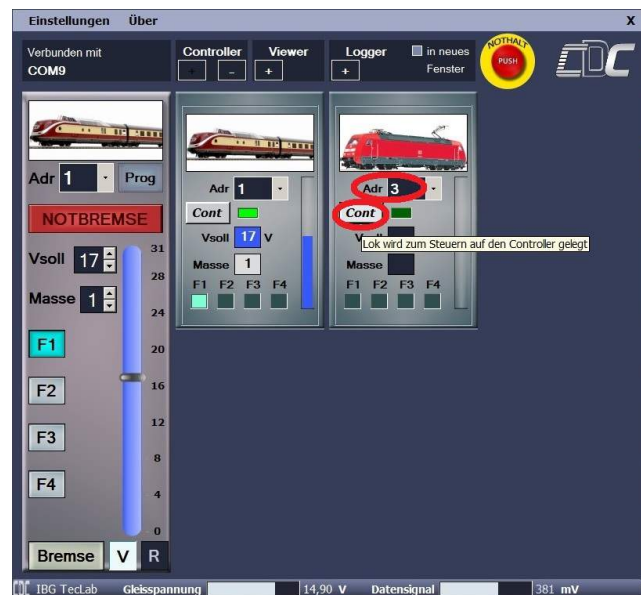 Einstellungen Über X
Verbunden mit
COM9
Controller Viewer Logger in neues
Fenster
+ - + +
NOTHALT
PUSH
CDC
Adr 1 Prog
NOTBREMSE
Vsoll 17
Masse 1
F1
F2
F3
F4
31
28
24
20
16
12
8
4
0
Bremse V R
Adr 1
Cont
Vsoll 17 V
Masse 1
F1 F2 F3 F4
Adr 3
Cont
Lok wird zum Steuern auf den Controller gelegt
Masse
F1 F2 F3 F4
CDC IBG TecLab Gleisspannung 14,90 V Datensignal 381 mV